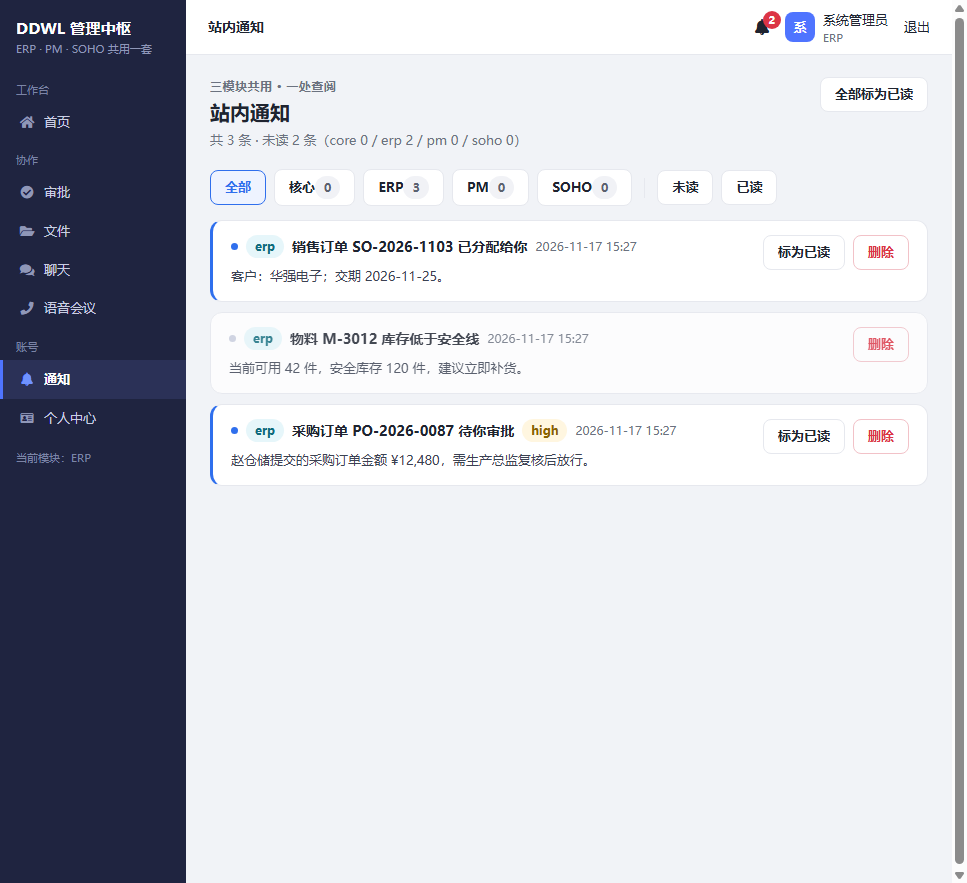 DDWL 管理中枢
ERP · PM · SOHO 共用一套
工作台
首页
协作
审批
文件
聊天
语音会议
账号
通知
个人中心
当前模块：ERP
站内通知
2
系
系统管理员
ERP
退出
三模块共用 • 一处查阅
站内通知
共 3 条 · 未读 2 条（core 0 / erp 2 / pm 0 / soho 0）
全部标为已读
全部 核心 0 ERP 3 PM 0 SOHO 0 未读 已读
erp 销售订单 SO-2026-1103 已分配给你 2026-11-17 15:27 标为已读 删除
客户：华强电子；交期 2026-11-25。
erp 物料 M-3012 库存低于安全线 2026-11-17 15:27 删除
当前可用 42 件，安全库存 120 件，建议立即补货。
erp 采购订单 PO-2026-0087 待你审批 high 2026-11-17 15:27 标为已读 删除
赵仓储提交的采购订单金额 ¥12,480，需生产总监复核后放行。